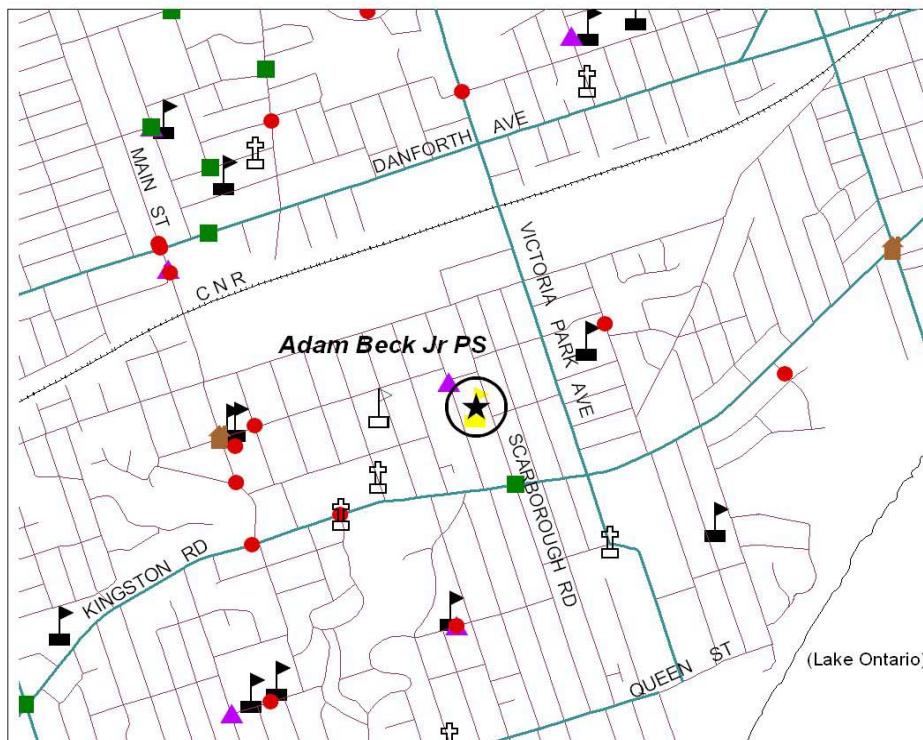 DANFORTH AVE
MAIN ST
C N R
VICTORIA PARK AVE
Adam Beck Jr PS
SCARBOROUGH RD
KINGSTON RD
QUEEN ST
(Lake Ontario)